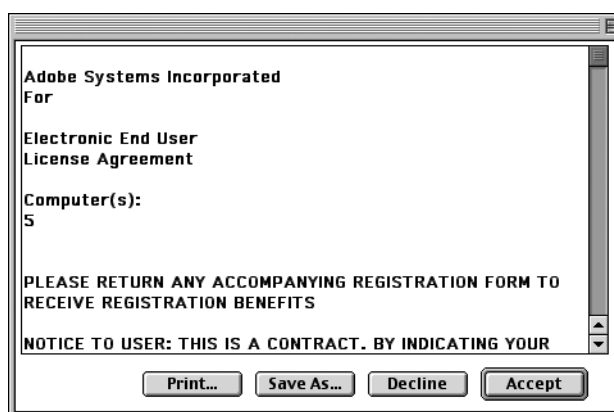 Adobe Systems Incorporated
For
Electronic End User
License Agreement
Computer(s):
5
PLEASE RETURN ANY ACCOMPANYING REGISTRATION FORM TO
RECEIVE REGISTRATION BENEFITS
NOTICE TO USER: THIS IS A CONTRACT. BY INDICATING YOUR
Print... Save As... Decline Accept